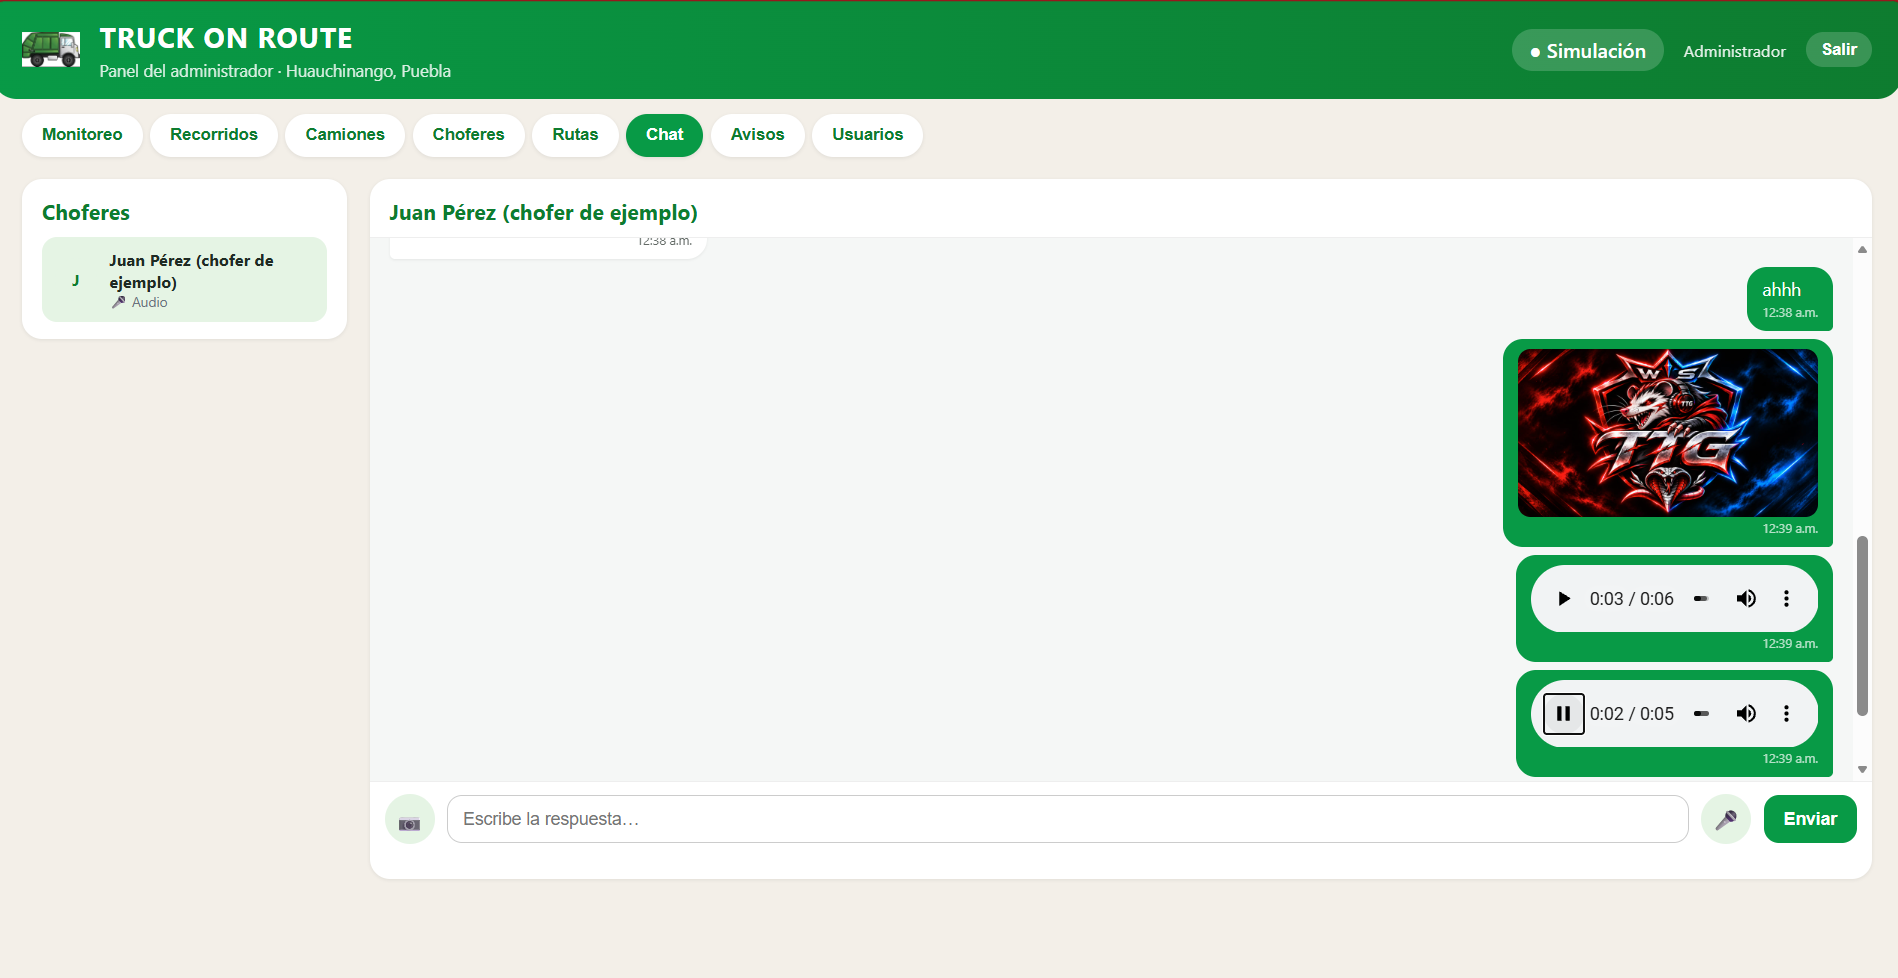 TRUCK ON ROUTE
Panel del administrador · Huauchinango, Puebla
● Simulación
Administrador
Salir
Monitoreo
Recorridos
Camiones
Choferes
Rutas
Chat
Avisos
Usuarios
Choferes
J
Juan Pérez (chofer de
ejemplo)
Audio
Juan Pérez (chofer de ejemplo)
12:38 a.m.
ahhh
12:38 a.m.
W S
TTG
TTG
12:39 a.m.
0:03 / 0:06
12:39 a.m.
0:02 / 0:05
12:39 a.m.
Escribe la respuesta…
Enviar